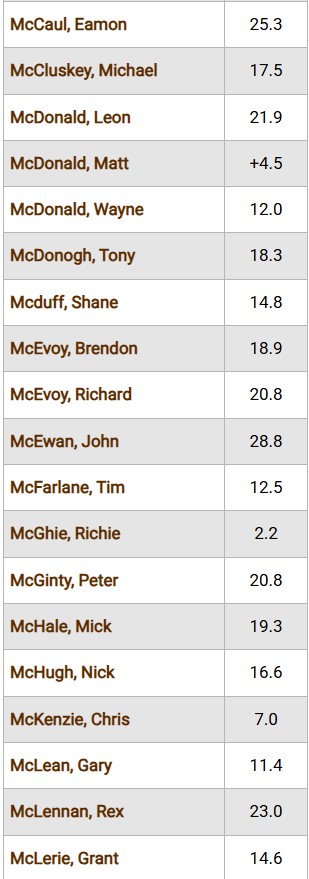 McCaul, Eamon 25.3
McCluskey, Michael 17.5
McDonald, Leon 21.9
McDonald, Matt +4.5
McDonald, Wayne 12.0
McDonogh, Tony 18.3
Mcduff, Shane 14.8
McEvoy, Brendon 18.9
McEvoy, Richard 20.8
McEwan, John 28.8
McFarlane, Tim 12.5
McGhie, Richie 2.2
McGinty, Peter 20.8
McHale, Mick 19.3
McHugh, Nick 16.6
McKenzie, Chris 7.0
McLean, Gary 11.4
McLennan, Rex 23.0
McLerie, Grant 14.6